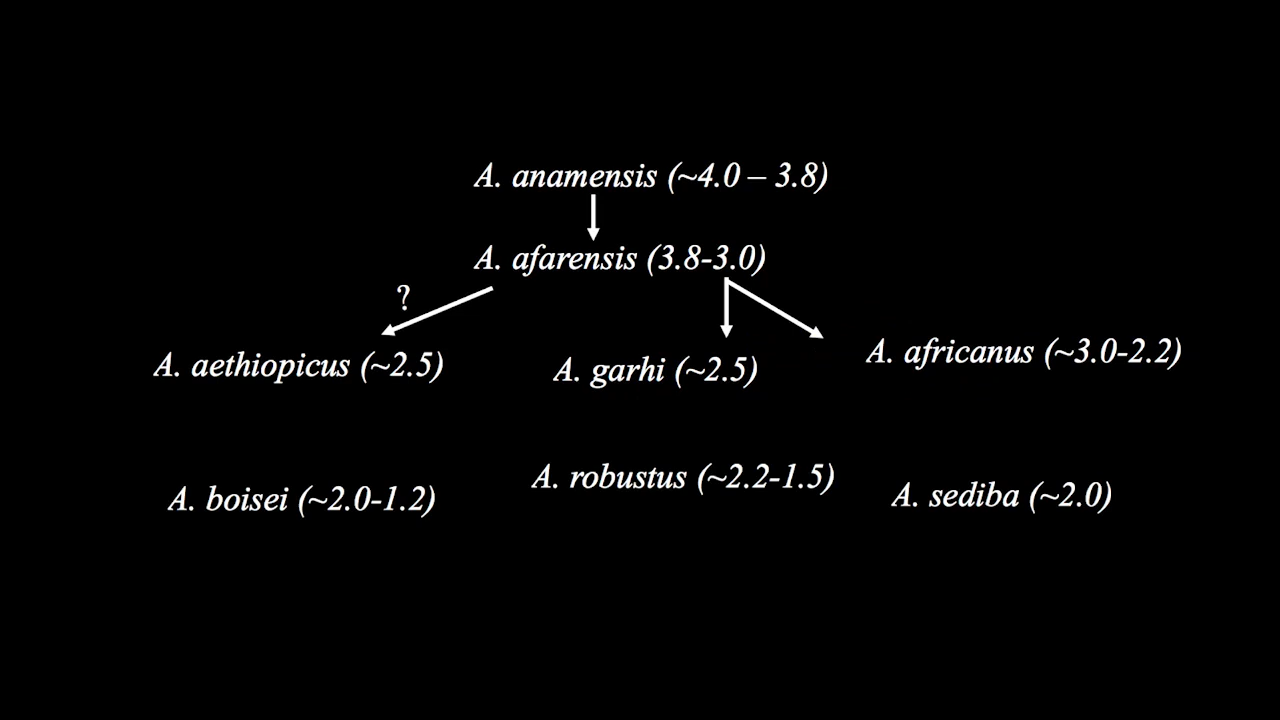 A. anamensis (~4.0 – 3.8)
A. afarensis (3.8-3.0)
?
A. aethiopicus (~2.5)
A. garhi (~2.5)
A. africanus (~3.0-2.2)
A. boisei (~2.0-1.2)
A. robustus (~2.2-1.5)
A. sediba (~2.0)